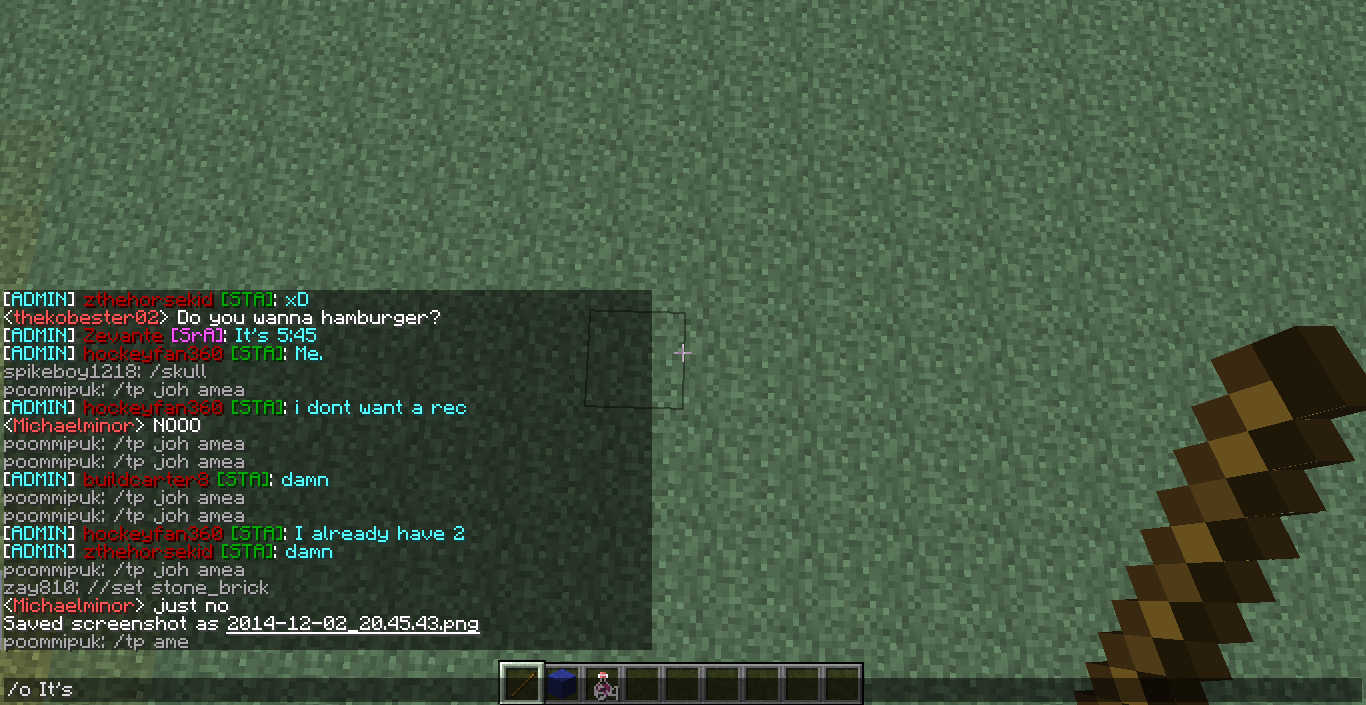 [ADMIN] zthehorsekid [STA]: xD
<thekobester02> Do you wanna hamburger?
[ADMIN] Zevante [SrA]: It's 5:45
[ADMIN] hockeyfan360 [STA]: Me.
spikeboy1218: /skull
poommipuk: /tp joh amea
[ADMIN] hockeyfan360 [STA]: i dont want a rec
<Michaelminor> NOOO
poommipuk: /tp joh amea
poommipuk: /tp joh amea
[ADMIN] buildcarter8 [STA]: damn
poommipuk: /tp joh amea
poommipuk: /tp joh amea
[ADMIN] hockeyfan360 [STA]: I already have 2
[ADMIN] zthehorsekid [STA]: damn
poommipuk: /tp joh amea
zay810: //set stone_brick
<Michaelminor> just no
Saved screenshot as 2014-12-02_20.45.43.png
poommipuk: /tp ame
/o It's
64